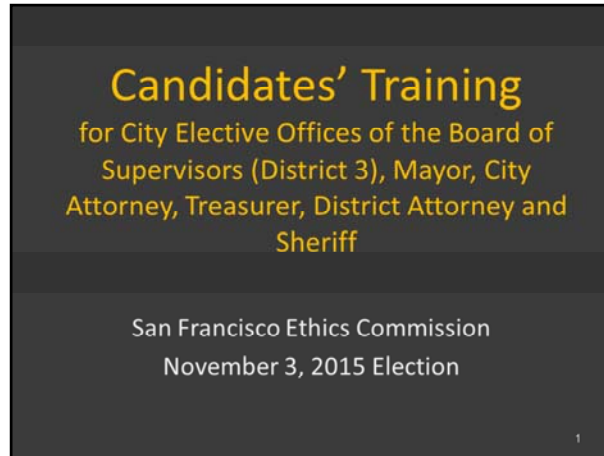 Candidates’ Training
for City Elective Offices of the Board of
Supervisors (District 3), Mayor, City
Attorney, Treasurer, District Attorney and
Sheriff
San Francisco Ethics Commission
November 3, 2015 Election
1